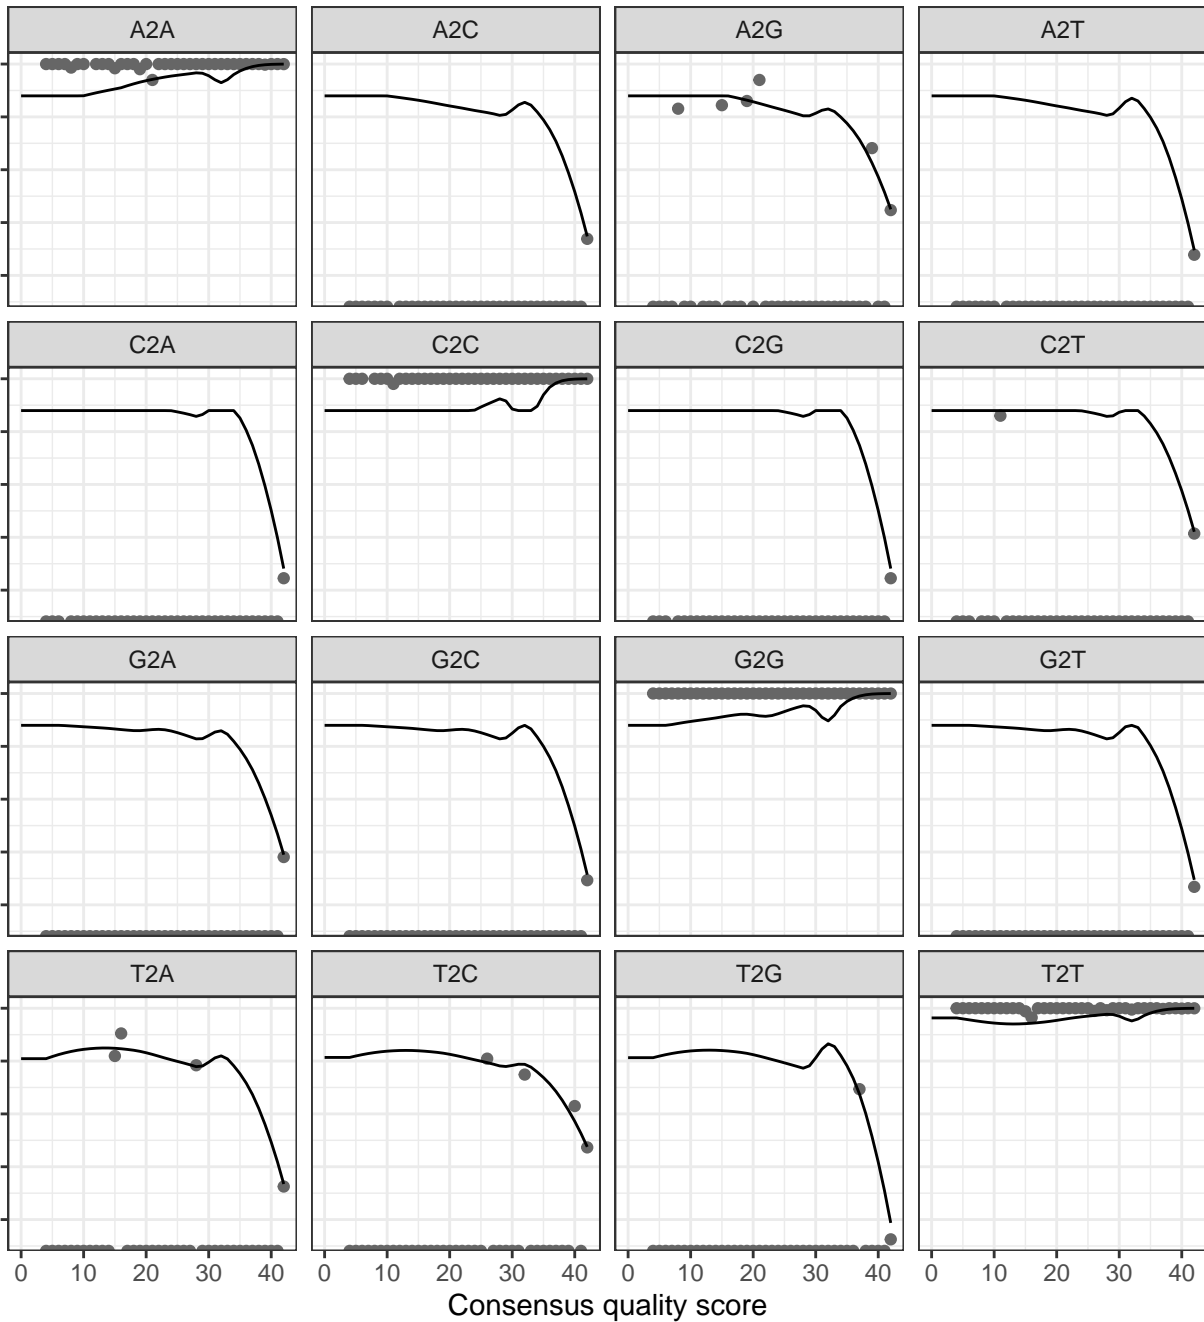 A2A A2C A2G A2T
C2A C2C C2G C2T
G2A G2C G2G G2T
T2A T2C T2G T2T
0 10 20 30 40 0 10 20 30 40 0 10 20 30 40 0 10 20 30 40
Consensus quality score